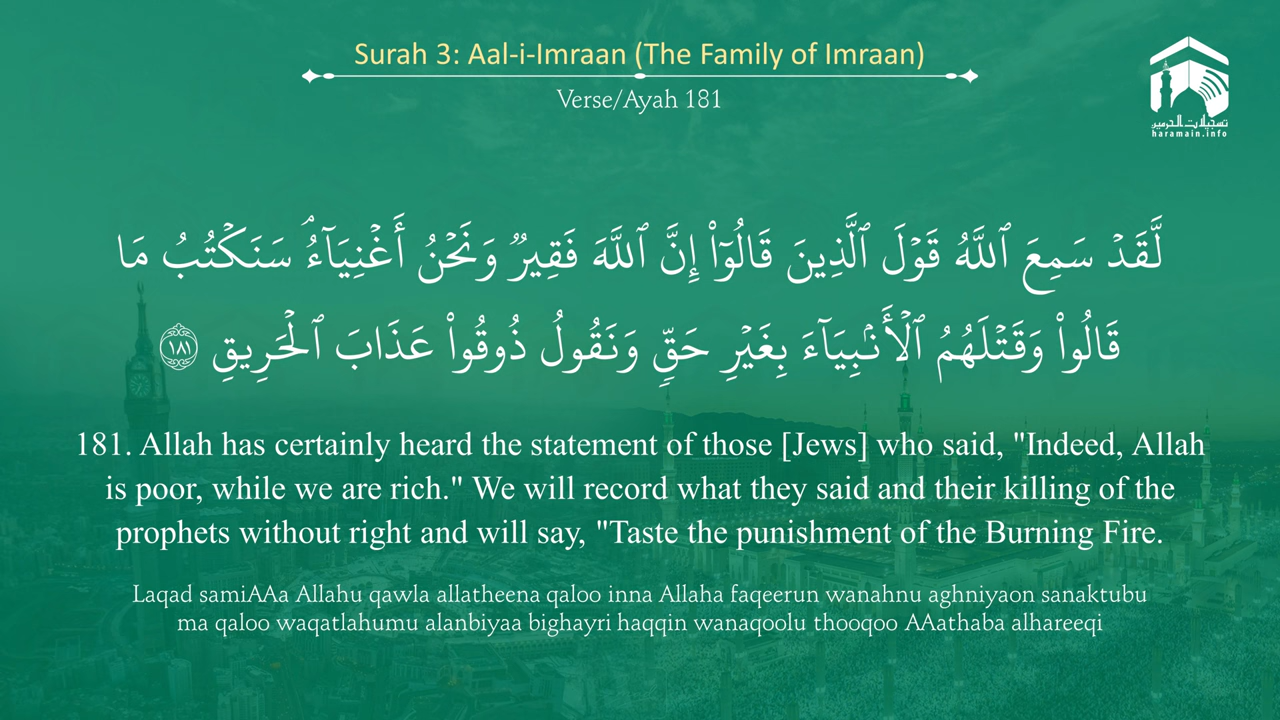 Surah 3: Aal-i-Imraan (The Family of Imraan)
Verse/Ayah 181
تسجيلات الحرمين
haramain.info
لَّقَدْ سَمِعَ ٱللَّهُ قَوْلَ ٱلَّذِينَ قَالُوٓا۟ إِنَّ ٱللَّهَ فَقِيرٌ وَنَحْنُ أَغْنِيَآءُ ۘ سَنَكْتُبُ مَا
قَالُوا۟ وَقَتْلَهُمُ ٱلْأَنۢبِيَآءَ بِغَيْرِ حَقٍّ وَنَقُولُ ذُوقُوا۟ عَذَابَ ٱلْحَرِيقِ ١٨١
181. Allah has certainly heard the statement of those [Jews] who said, "Indeed, Allah
is poor, while we are rich." We will record what they said and their killing of the
prophets without right and will say, "Taste the punishment of the Burning Fire.
Laqad samiAAa Allahu qawla allatheena qaloo inna Allaha faqeerun wanahnu aghniyaon sanaktubu
ma qaloo waqatlahumu alanbiyaa bighayri haqqin wanaqoolu thooqoo AAathaba alhareeqi